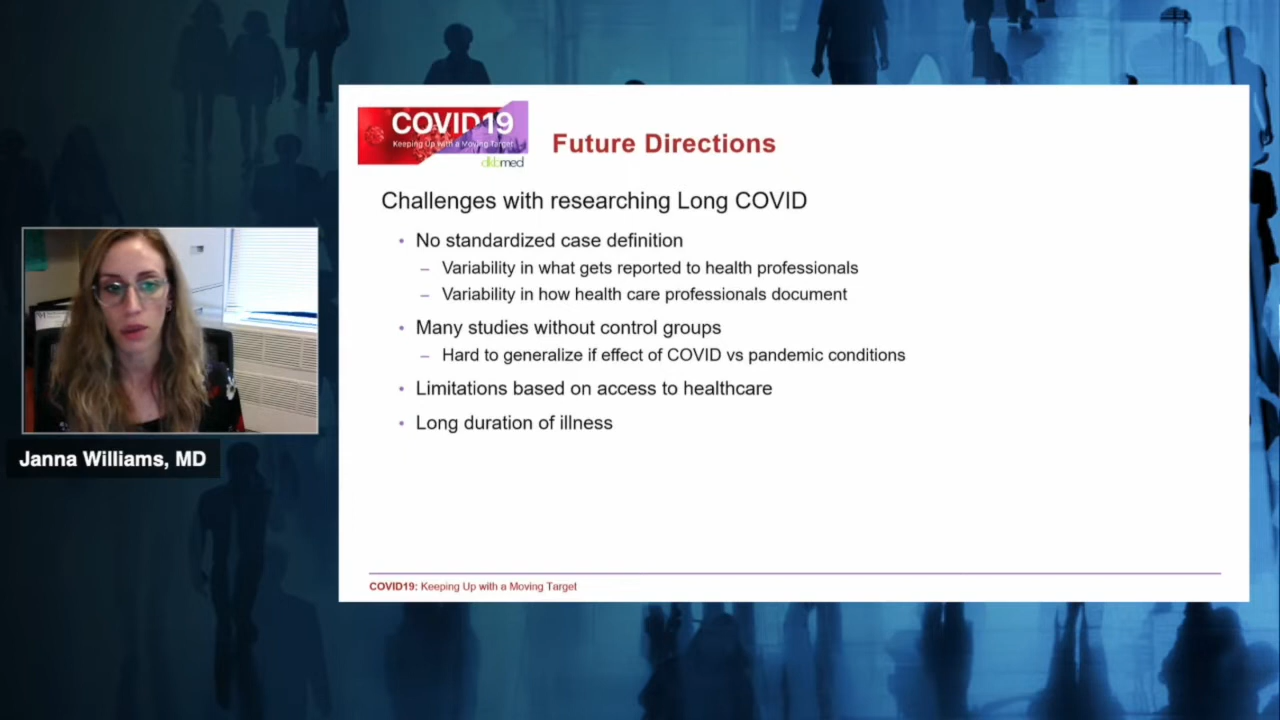 COVID19
Keeping Up with a Moving Target
dkbmed
Future Directions
Challenges with researching Long COVID
• No standardized case definition
– Variability in what gets reported to health professionals
– Variability in how health care professionals document
• Many studies without control groups
– Hard to generalize if effect of COVID vs pandemic conditions
• Limitations based on access to healthcare
• Long duration of illness
Janna Williams, MD
COVID19: Keeping Up with a Moving Target